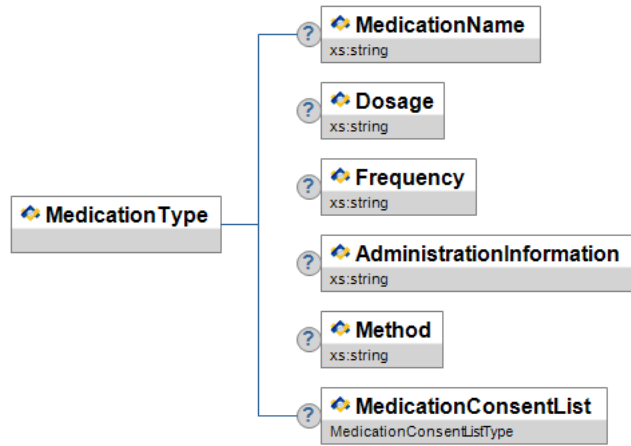 ?
MedicationName
xs:string
?
Dosage
xs:string
?
Frequency
xs:string
MedicationType
?
AdministrationInformation
xs:string
?
Method
xs:string
?
MedicationConsentList
MedicationConsentListType